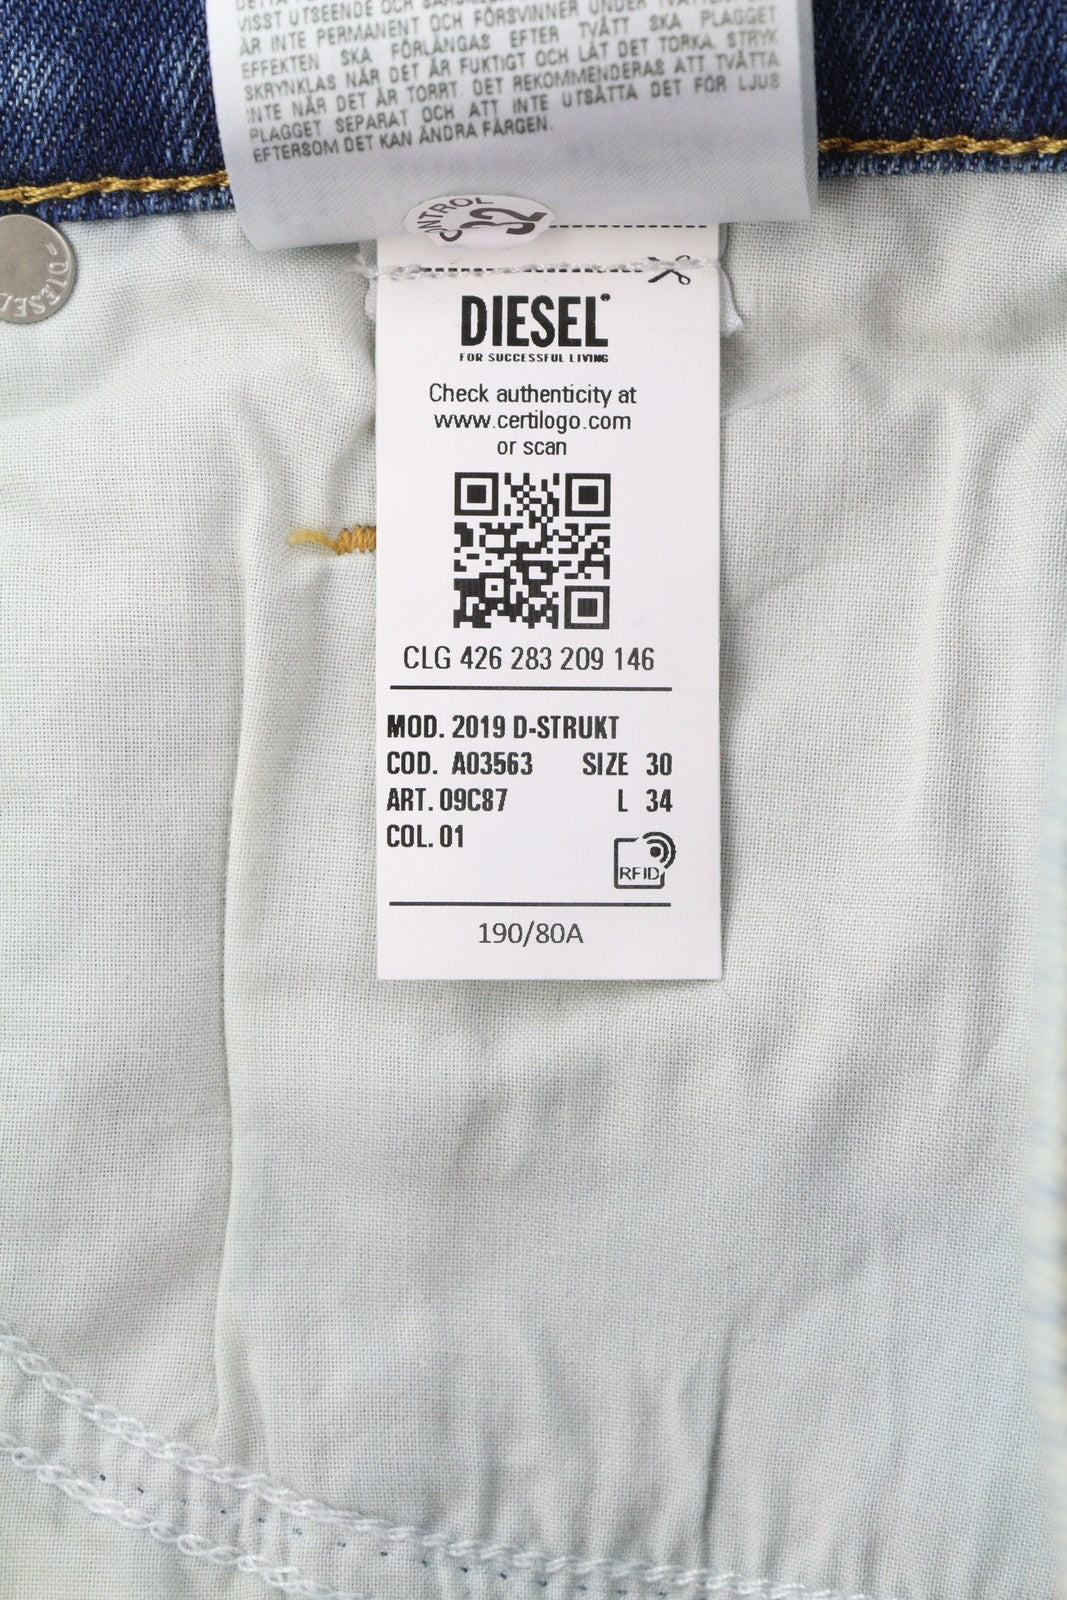 VISST UTSEENDE OCH
ÄR INTE PERMANENT OCH FÖRSVINNER UNDER
EFFEKTEN SKA FÖRLÄNGAS EFTER TVÄTT SKA PLAGGET
SKRYNKLAS NÄR DET ÄR FUKTIGT OCH LÅT DET TORKA. STRYK
INTE NÄR DET ÄR TORRT. DET REKOMMENDERAS ATT TVÄTTA
PLAGGET SEPARAT OCH ATT INTE UTSÄTTA DET FÖR LJUS
EFTERSOM DET KAN ÄNDRA FÄRGEN.
CONTROL
32
DIESEL
DIESEL
FOR SUCCESSFUL LIVING
Check authenticity at
www.certilogo.com
or scan
CLG 426 283 209 146
MOD. 2019 D-STRUKT
COD. A03563 SIZE 30
ART. 09C87 L 34
COL. 01
RFID
190/80A